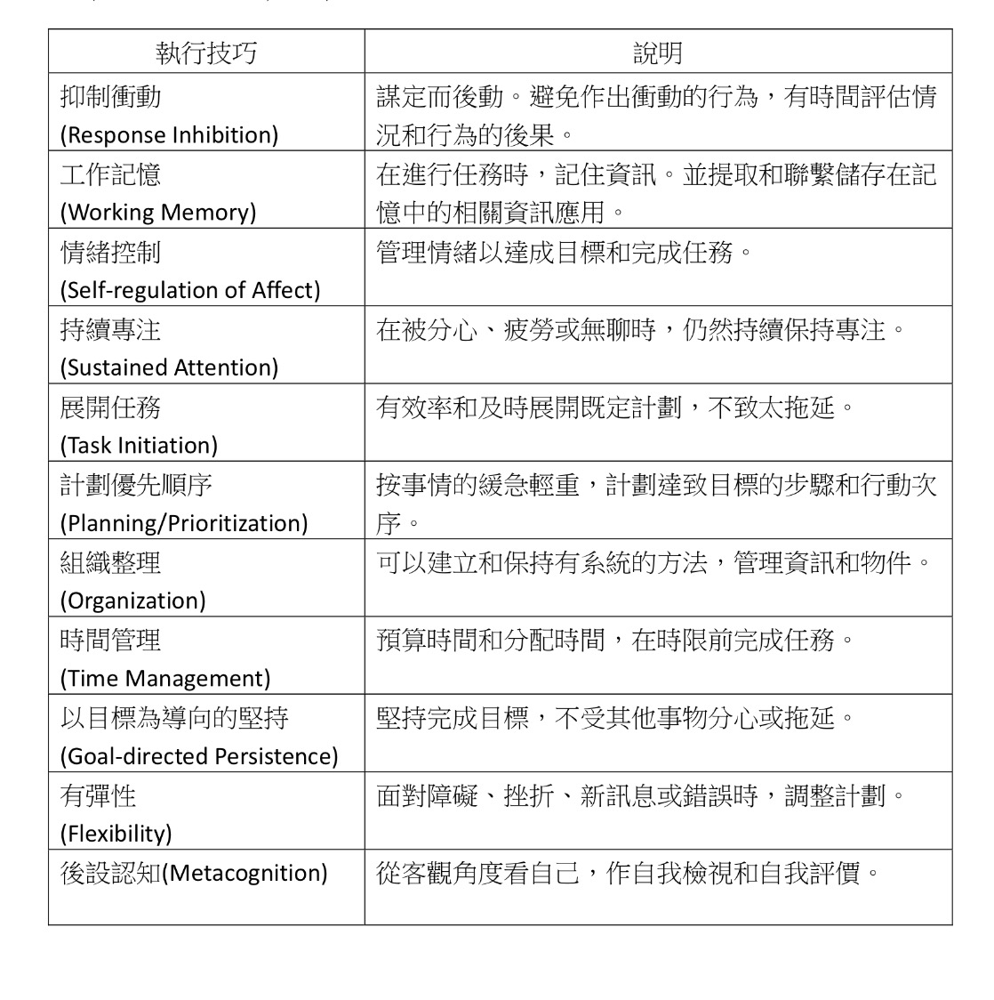 執行技巧
說明
抑制衝動
(Response Inhibition)
謀定而後動。避免作出衝動的行為，有時間評估情
況和行為的後果。
工作記憶
(Working Memory)
在進行任務時，記住資訊。並提取和聯繫儲存在記
憶中的相關資訊應用。
情緒控制
(Self-regulation of Affect)
管理情緒以達成目標和完成任務。
持續專注
(Sustained Attention)
在被分心、疲勞或無聊時，仍然持續保持專注。
展開任務
(Task Initiation)
有效率和及時展開既定計劃，不致太拖延。
計劃優先順序
(Planning/Prioritization)
按事情的緩急輕重，計劃達致目標的步驟和行動次
序。
組織整理
(Organization)
可以建立和保持有系統的方法，管理資訊和物件。
時間管理
(Time Management)
預算時間和分配時間，在時限前完成任務。
以目標為導向的堅持
(Goal-directed Persistence)
堅持完成目標，不受其他事物分心或拖延。
有彈性
(Flexibility)
面對障礙、挫折、新訊息或錯誤時，調整計劃。
後設認知(Metacognition)
從客觀角度看自己，作自我檢視和自我評價。